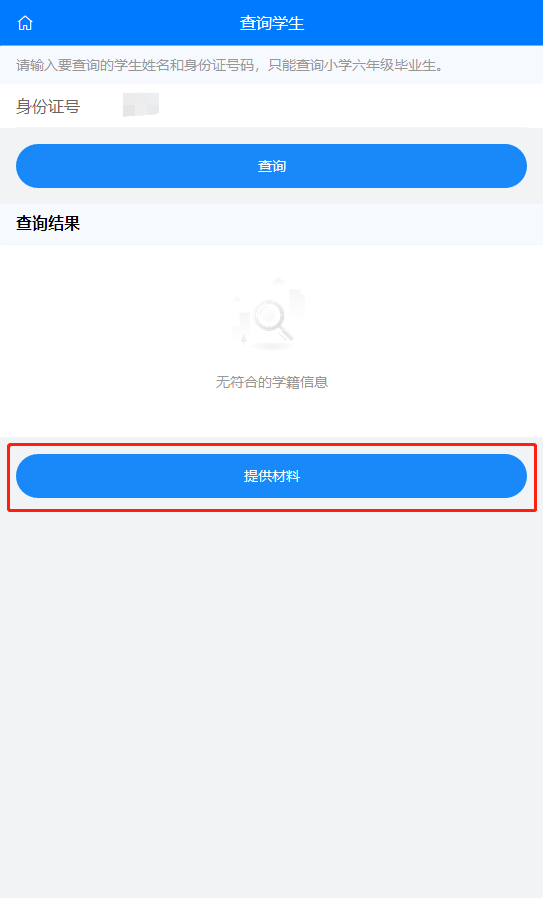 查询学生
请输入要查询的学生姓名和身份证号码，只能查询小学六年级毕业生。
身份证号
查询
查询结果
无符合的学籍信息
提供材料